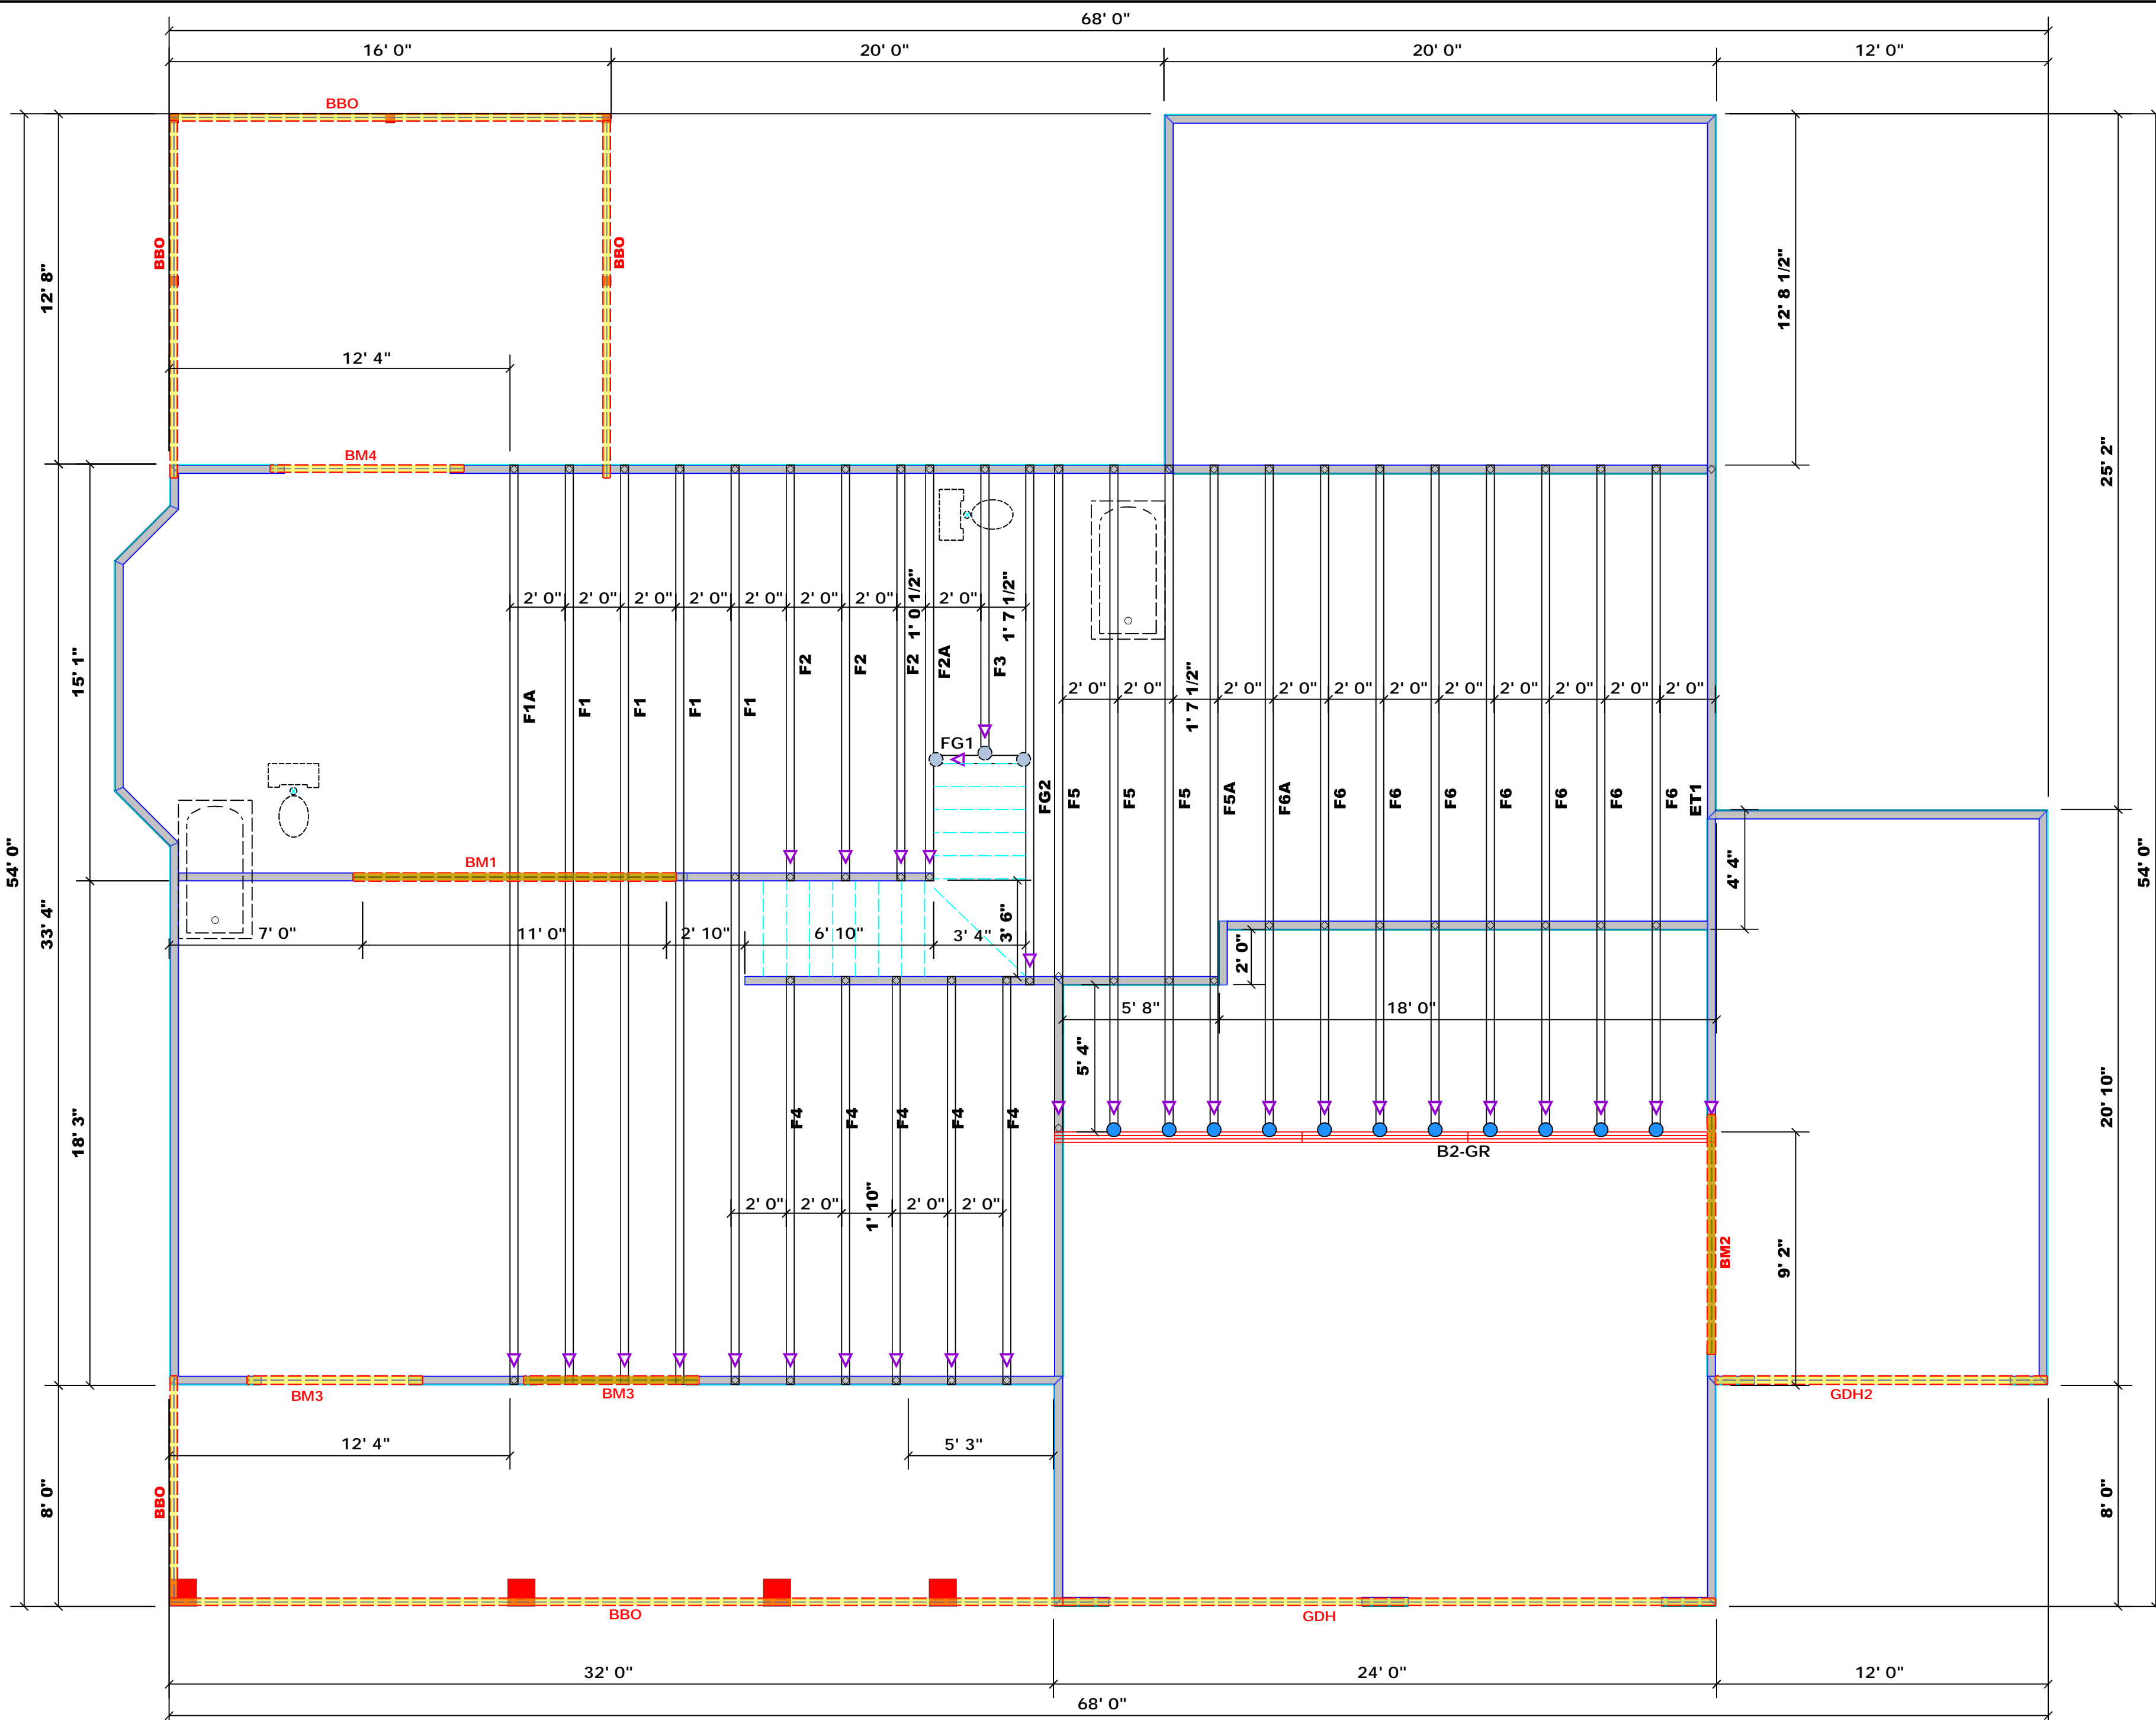 68' 0"
16' 0" 20' 0" 20' 0" 12' 0"
BBO
BBO
BBO
12' 8"
12' 8 1/2"
25' 2"
12' 4"
BM4
2' 0" 2' 0" 2' 0" 2' 0" 2' 0" 2' 0" 2' 0" 1' 0 1/2" 2' 0" 1' 7 1/2"
15' 1"
F1A F1 F1 F1 F1 F2 F2 F2 F2A F3
2' 0" 2' 0" 1' 7 1/2" 2' 0" 2' 0" 2' 0" 2' 0" 2' 0" 2' 0" 2' 0" 2' 0" 2' 0"
FG1
FG2 F5 F5 F5 F5A F6A F6 F6 F6 F6 F6 F6 F6 ET1
54' 0"
54' 0"
BM1
33' 4"
4' 4"
7' 0" 11' 0" 2' 10" 6' 10" 3' 4" 3' 6"
2' 0"
5' 8" 18' 0"
5' 4"
18' 3"
F4 F4 F4 F4 F4
20' 10"
B2-GR
2' 0" 2' 0" 1' 10" 2' 0" 2' 0"
BM2
9' 2"
BM3 BM3
GDH2
12' 4" 5' 3"
8' 0"
BBO
8' 0"
BBO
GDH
32' 0" 24' 0" 12' 0"
68' 0"